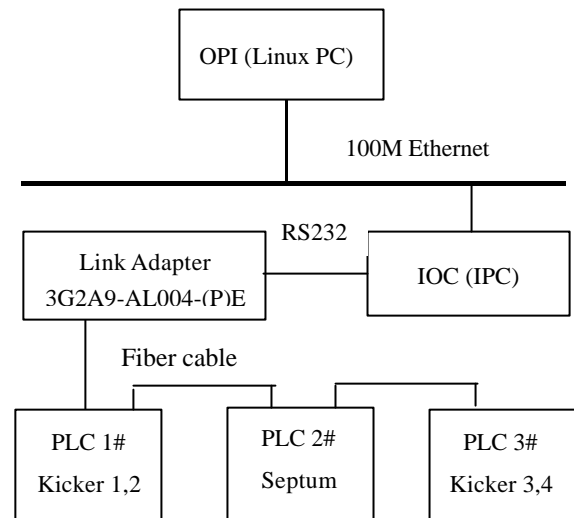 OPI (Linux PC)
100M Ethernet
RS232
Link Adapter
3G2A9-AL004-(P)E
IOC (IPC)
Fiber cable
PLC 1#
Kicker 1,2
PLC 2#
Septum
PLC 3#
Kicker 3,4